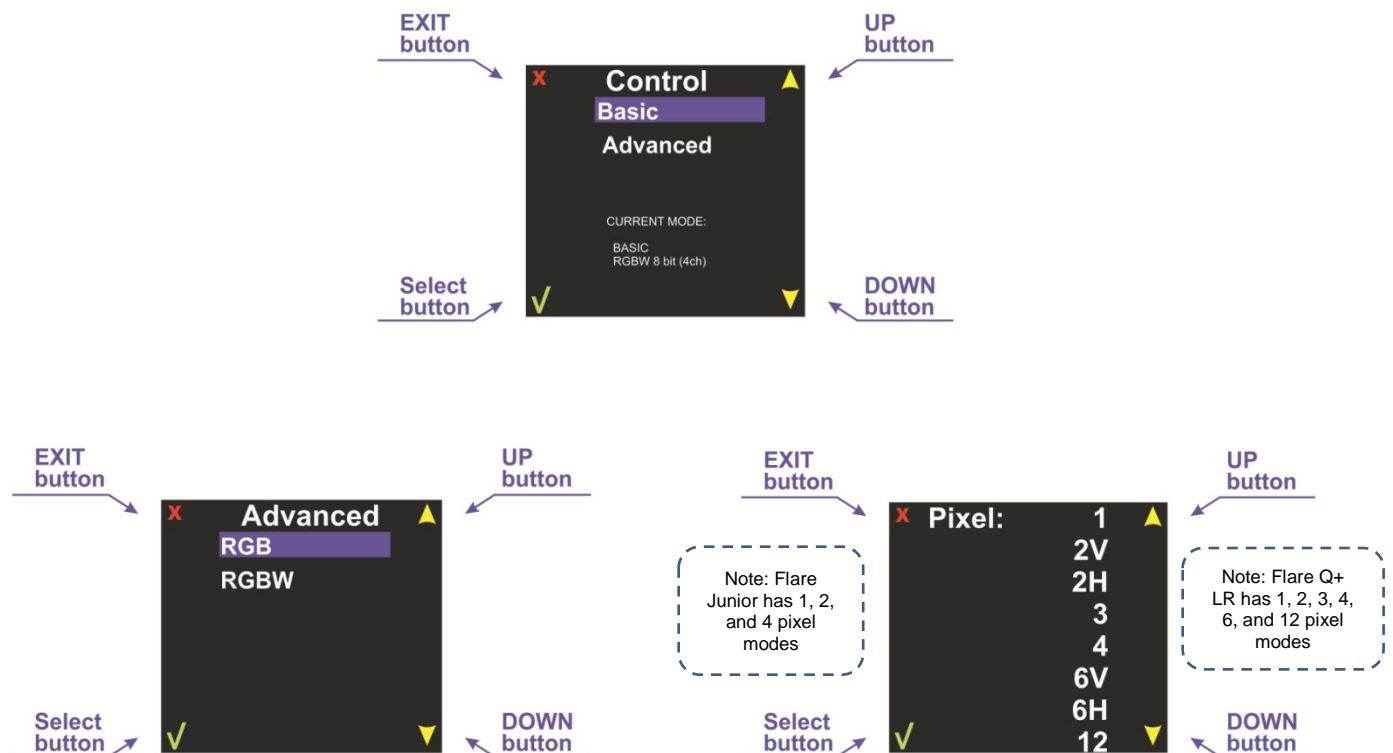 EXIT
button
UP
button
X
Control
Basic
Advanced
CURRENT MODE:
BASIC
RGBW 8 bit (4ch)
Select
button
√
DOWN
button
EXIT
button
UP
button
X
Advanced
RGB
RGBW
Select
button
√
DOWN
button
EXIT
button
UP
button
X
Pixel: 1
2V
2H
3
4
6V
6H
12
Note: Flare
Junior has 1, 2,
and 4 pixel
modes
Note: Flare Q+
LR has 1, 2, 3, 4,
6, and 12 pixel
modes
Select
button
√
DOWN
button